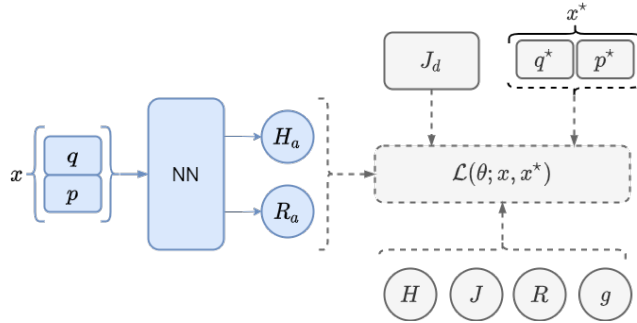 x*
J_d
q* p*
x
q
p
NN
H_a
R_a
ℒ(θ; x, x*)
H J R g